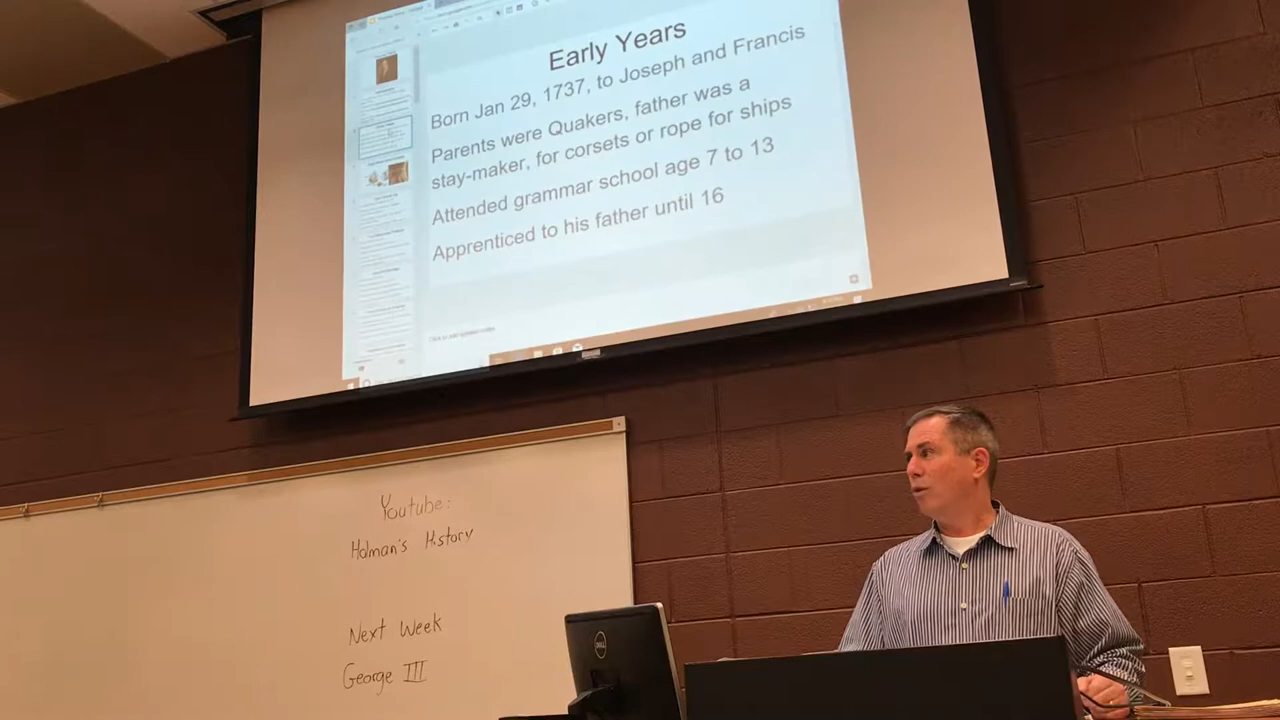 Early Years
Born Jan 29, 1737, to Joseph and Francis
Parents were Quakers, father was a
stay-maker, for corsets or rope for ships
Attended grammar school age 7 to 13
Apprenticed to his father until 16
Youtube:
Holman's History
Next Week
George III
DELL